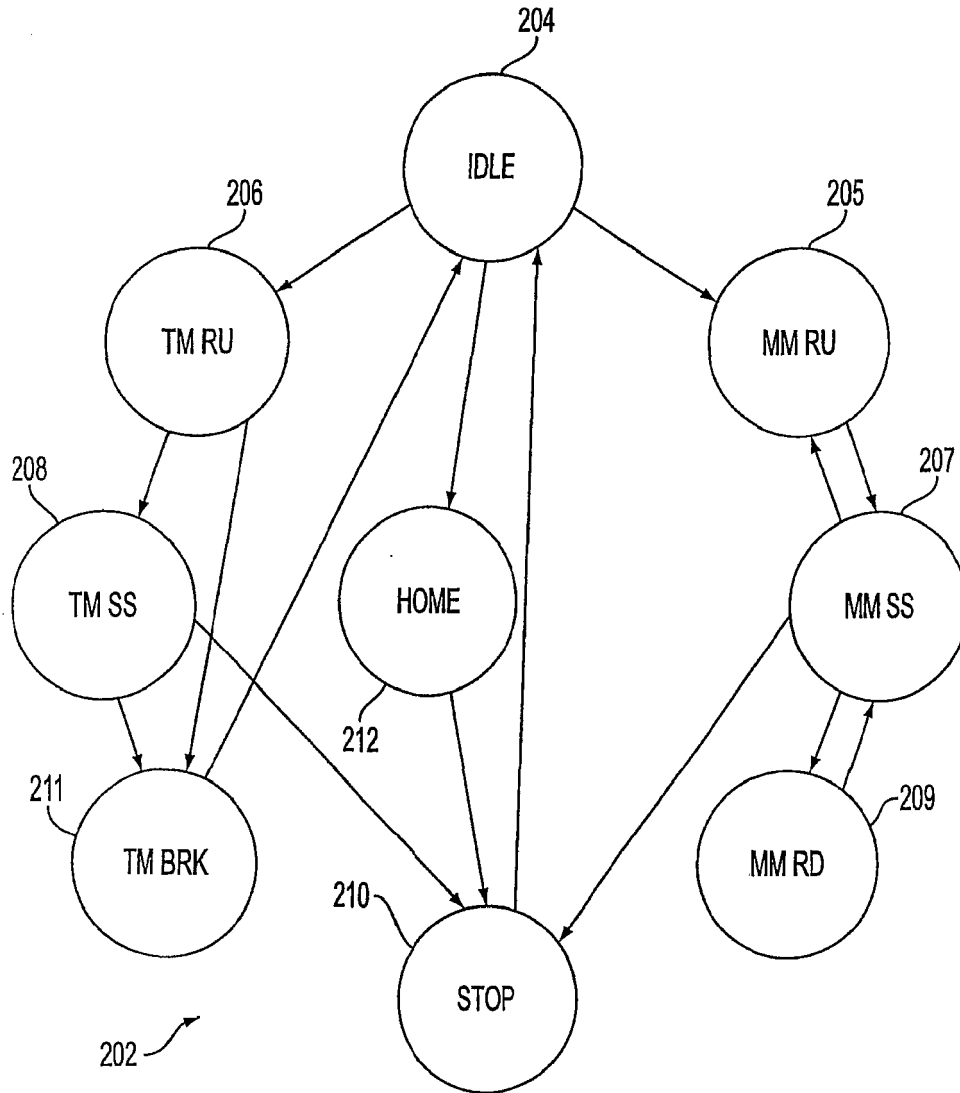 204
IDLE
206
205
TM RU
MM RU
208
207
TM SS
HOME
MM SS
212
211
209
TM BRK
MM RD
210
STOP
202